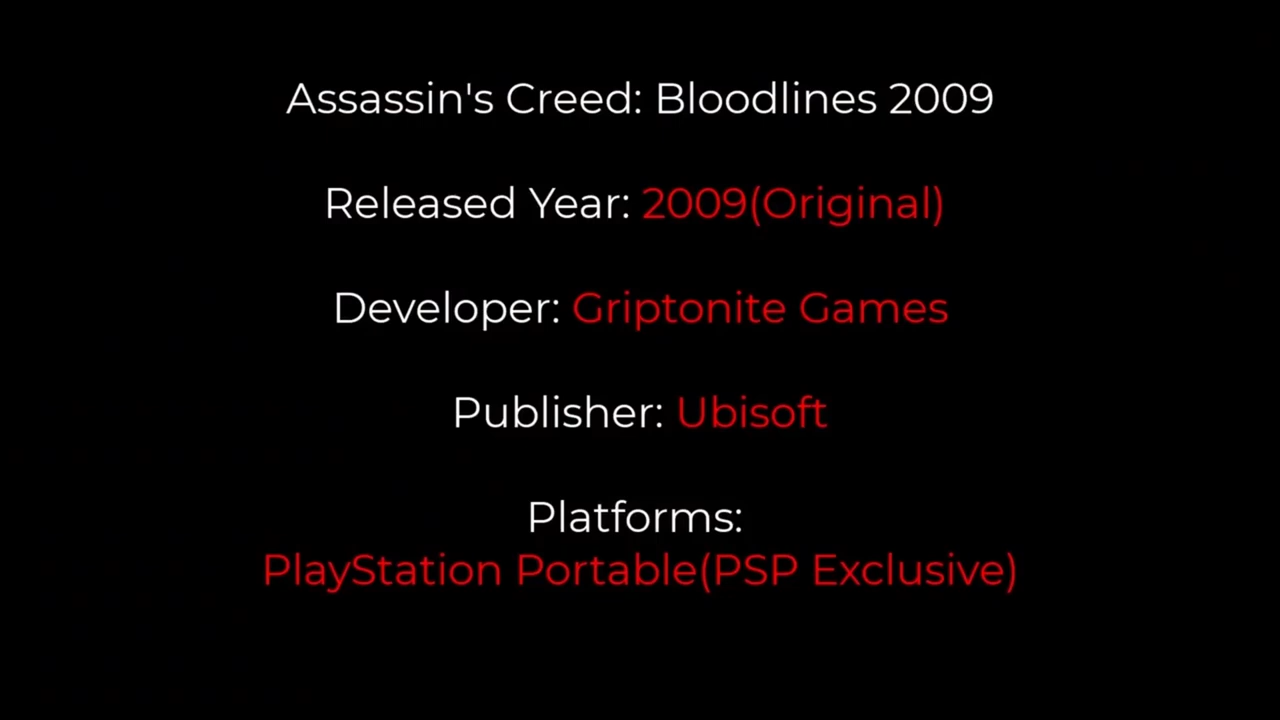 Assassin's Creed: Bloodlines 2009
Released Year: 2009(Original)
Developer: Griptonite Games
Publisher: Ubisoft
Platforms:
PlayStation Portable(PSP Exclusive)